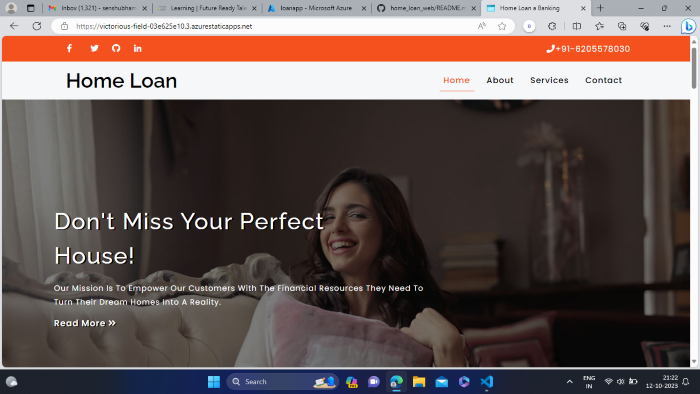 Inbox (1,321) - senshubham
Learning | Future Ready Tale
loanapp - Microsoft Azure
home_loan_web/README.m
Home Loan a Banking
https://victorious-field-03e625e10.3.azurestaticapps.net
+91-6205578030
Home Loan
Home About Services Contact
Don't Miss Your Perfect
House!
Our Mission Is To Empower Our Customers With The Financial Resources They Need To
Turn Their Dream Homes Into A Reality.
Read More »
Search
ENG
IN
21:22
12-10-2023